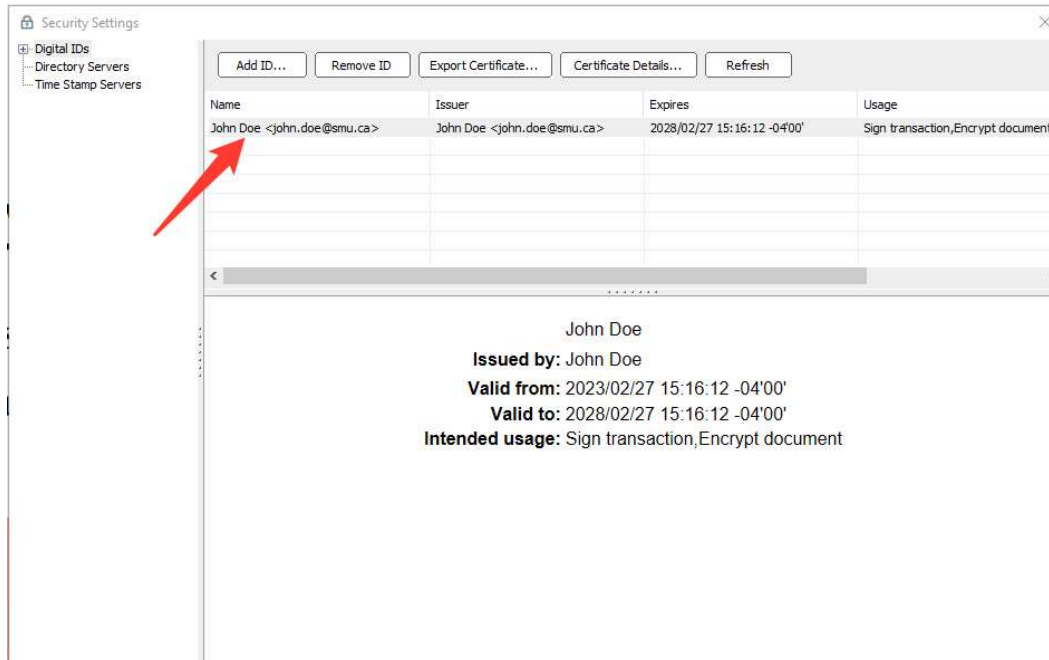 Security Settings
Digital IDs
Directory Servers
Time Stamp Servers
Add ID... Remove ID Export Certificate... Certificate Details... Refresh
Name Issuer Expires Usage
John Doe <john.doe@smu.ca> John Doe <john.doe@smu.ca> 2028/02/27 15:16:12 -04'00' Sign transaction,Encrypt document
John Doe
Issued by: John Doe
Valid from: 2023/02/27 15:16:12 -04'00'
Valid to: 2028/02/27 15:16:12 -04'00'
Intended usage: Sign transaction,Encrypt document